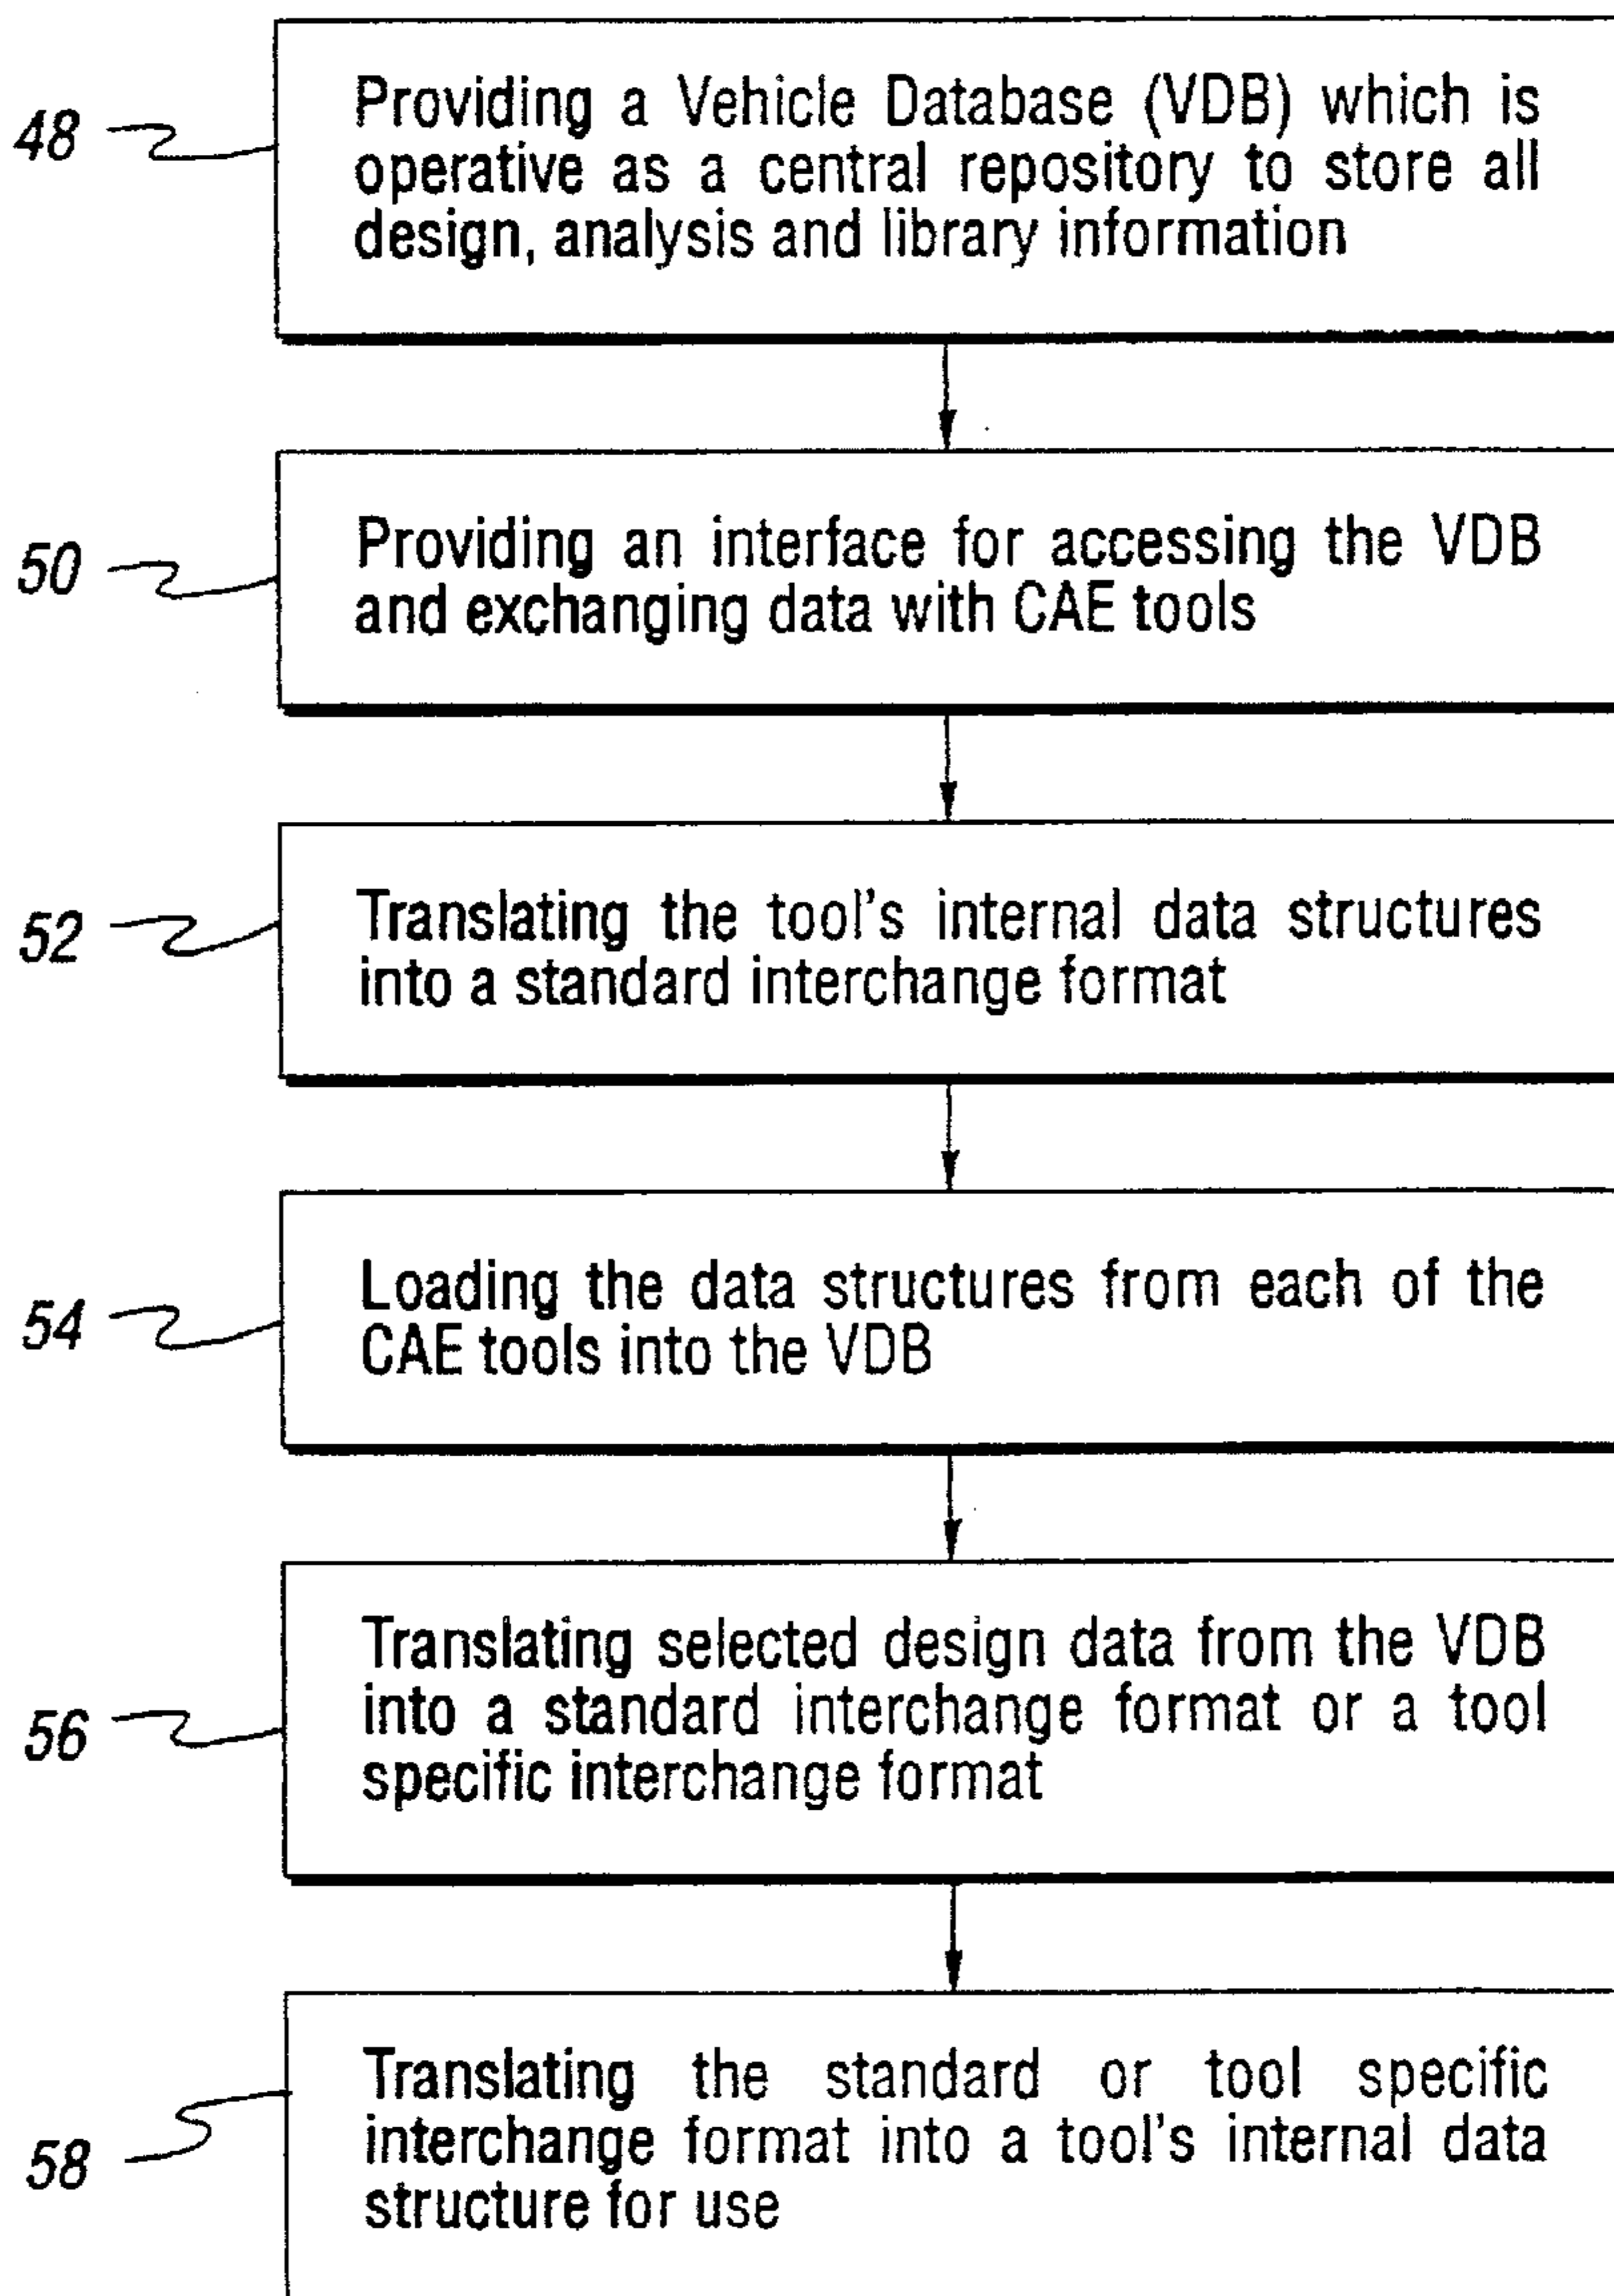 48
Providing a Vehicle Database (VDB) which is
operative as a central repository to store all
design, analysis and library information
50
Providing an interface for accessing the VDB
and exchanging data with CAE tools
52
Translating the tool's internal data structures
into a standard interchange format
54
Loading the data structures from each of the
CAE tools into the VDB
56
Translating selected design data from the VDB
into a standard interchange format or a tool
specific interchange format
58
Translating the standard or tool specific
interchange format into a tool's internal data
structure for use